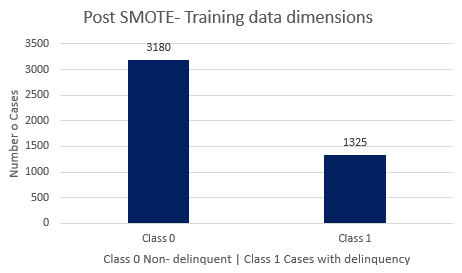 Post SMOTE- Training data dimensions
3500
3000
2500
2000
1500
1000
500
0
Number o Cases
3180
1325
Class 0
Class 1
Class 0 Non- delinquent | Class 1 Cases with delinquency